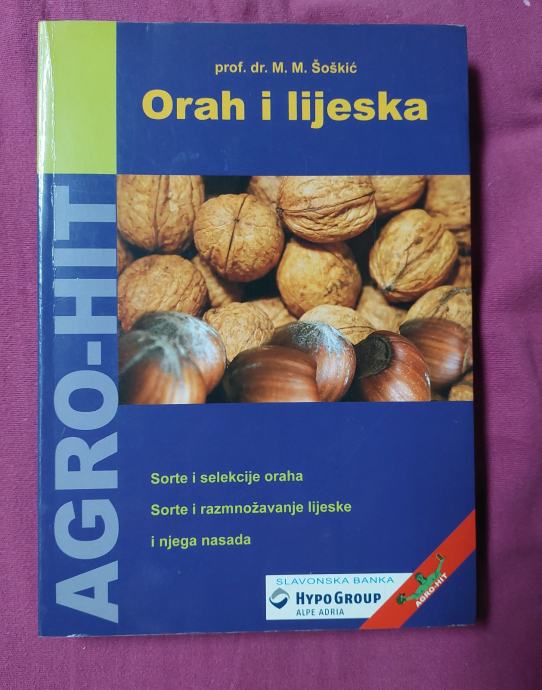 prof. dr. M. M. Šoškić
Orah i lijeska
AGRO-HIT
Sorte i selekcije oraha
Sorte i razmnožavanje lijeske
i njega nasada
SLAVONSKA BANKA
HYPO GROUP
ALPE ADRIA
AGRO-HIT